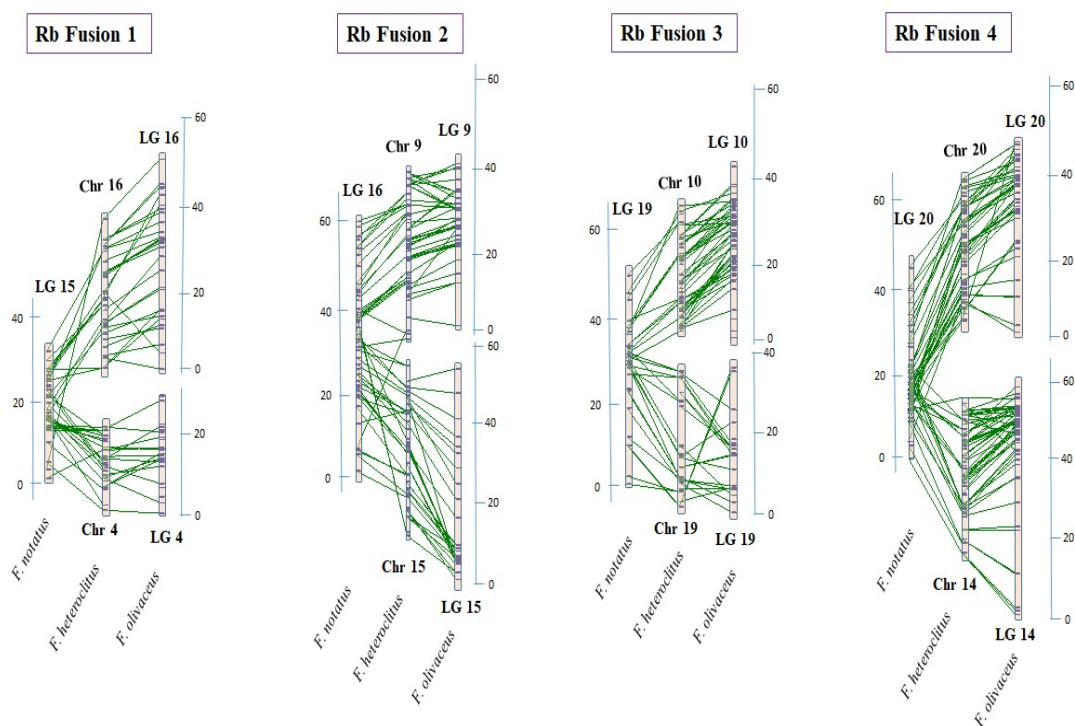 Rb Fusion 1
Rb Fusion 2
Rb Fusion 3
Rb Fusion 4
LG 15
Chr 16
LG 16
60
40
20
0
40
20
0
20
0
Chr 4
LG 4
F. notatus
F. heteroclitus
F. olivaceus
LG 16
Chr 9
LG 9
60
40
20
0
60
40
20
0
60
40
20
0
Chr 15
LG 15
F. notatus
F. heteroclitus
F. olivaceus
LG 19
Chr 10
LG 10
60
40
20
0
60
40
20
0
40
20
0
Chr 19
LG 19
F. notatus
F. heteroclitus
F. olivaceus
LG 20
Chr 20
LG 20
60
40
20
0
60
40
20
0
60
40
20
0
Chr 14
LG 14
F. notatus
F. heteroclitus
F. olivaceus